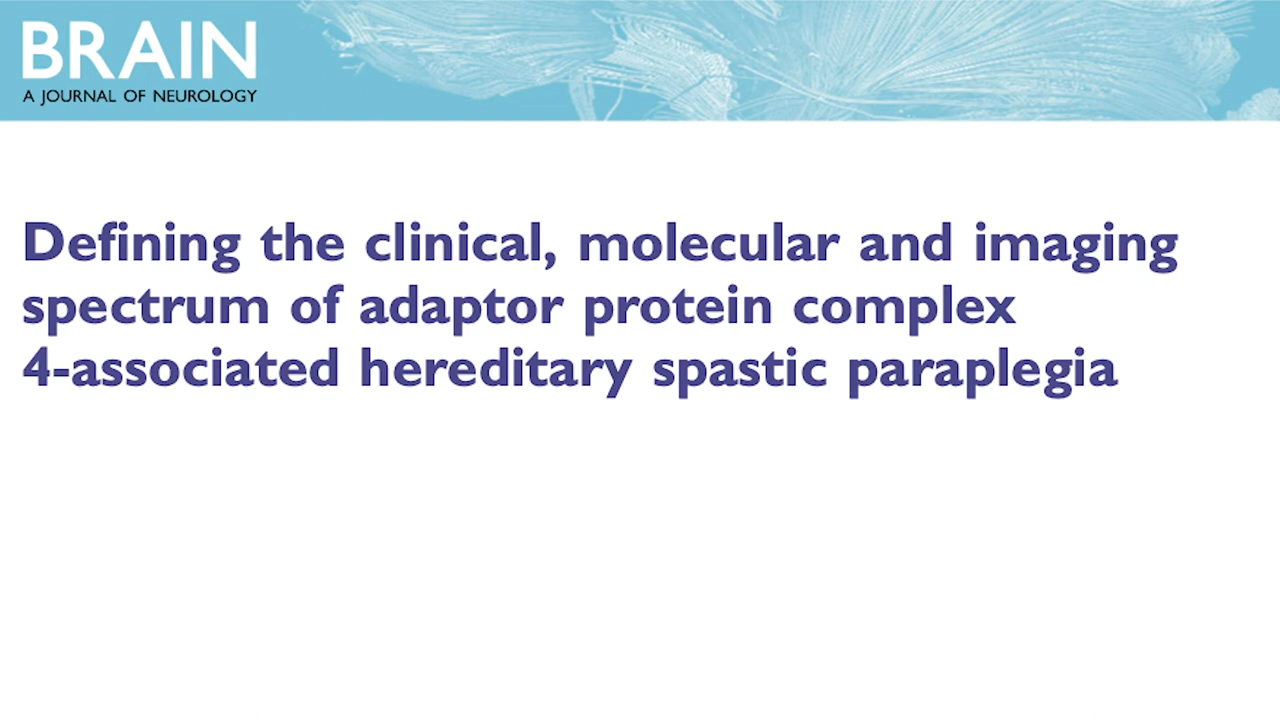 BRAIN
A JOURNAL OF NEUROLOGY
Defining the clinical, molecular and imaging
spectrum of adaptor protein complex
4-associated hereditary spastic paraplegia